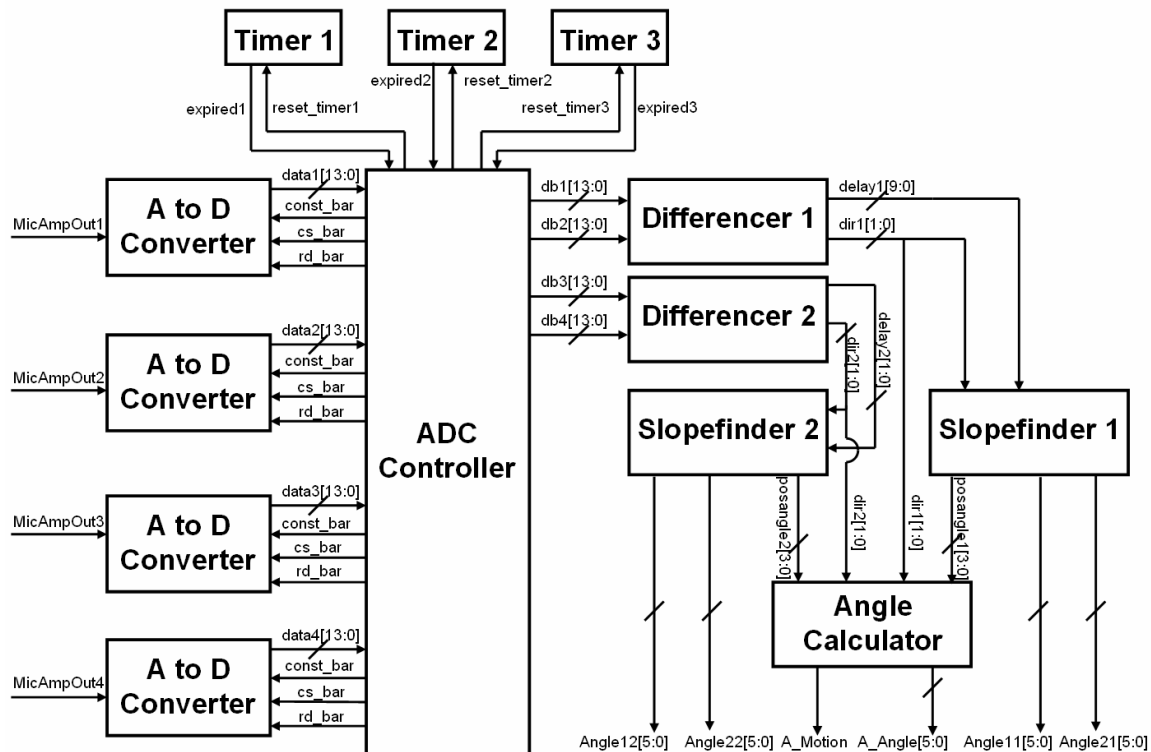 Timer 1
Timer 2
Timer 3
expired1
reset_timer1
expired2
reset_timer2
reset_timer3
expired3
MicAmpOut1
A to D
Converter
data1[13:0]
const_bar
cs_bar
rd_bar
MicAmpOut2
A to D
Converter
data2[13:0]
const_bar
cs_bar
rd_bar
MicAmpOut3
A to D
Converter
data3[13:0]
const_bar
cs_bar
rd_bar
MicAmpOut4
A to D
Converter
data4[13:0]
const_bar
cs_bar
rd_bar
ADC
Controller
db1[13:0]
db2[13:0]
db3[13:0]
db4[13:0]
Differencer 1
delay1[9:0]
dir1[1:0]
Differencer 2
dir2[1:0]
delay2[1:0]
Slopefinder 2
Slopefinder 1
posangle2[3:0]
dir2[1:0]
dir1[1:0]
posangle1[3:0]
Angle
Calculator
Angle12[5:0]
Angle22[5:0]
A_Motion
A_Angle[5:0]
Angle11[5:0]
Angle21[5:0]